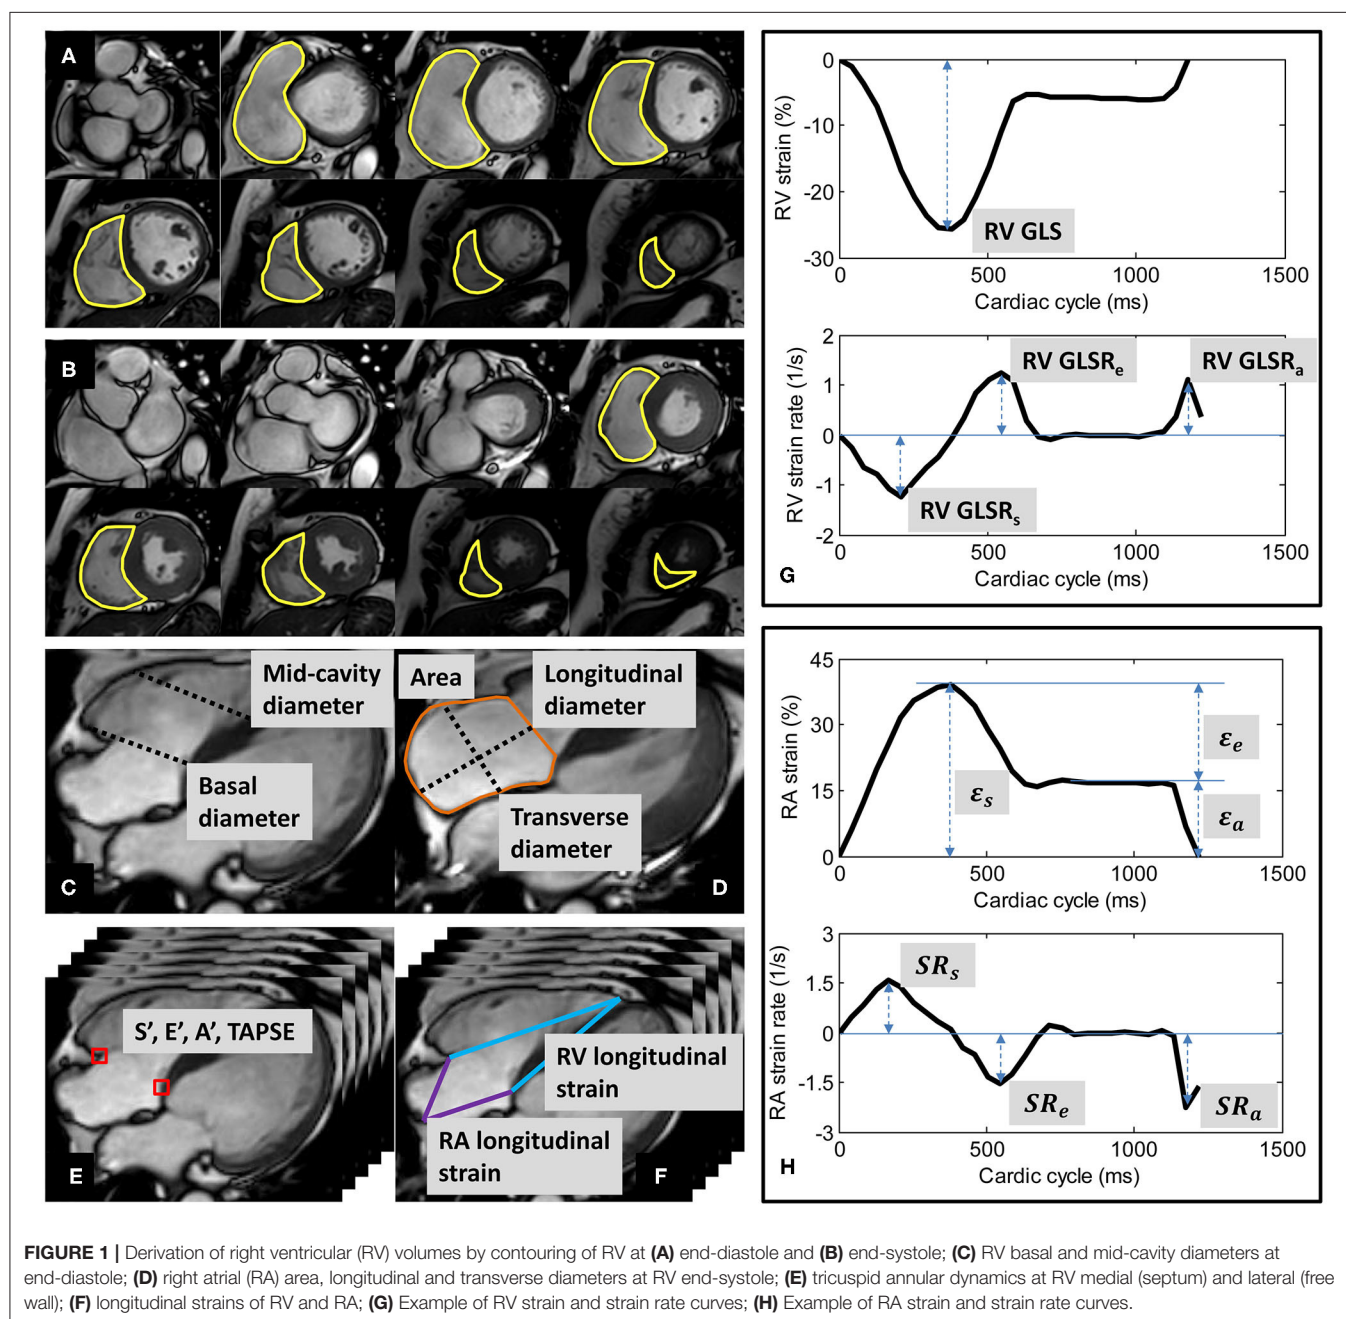 A
B
Mid-cavity
diameter
Basal
diameter
C
Area
Longitudinal
diameter
Transverse
diameter
D
S’, E’, A’, TAPSE
E
RV longitudinal
strain
RA longitudinal
strain
F
0
-10
-20
-30
RV strain (%)
RV GLS
0 500 1000 1500
Cardiac cycle (ms)
2
1
0
-1
-2
RV strain rate (1/s)
RV GLSRe
RV GLSRa
RV GLSRs
0 500 1000 1500
Cardiac cycle (ms)
G
45
30
15
0
RA strain (%)
εs
εe
εa
0 500 1000 1500
Cardiac cycle (ms)
3
1.5
0
-1.5
-3
RA strain rate (1/s)
SRs
SRe
SRa
0 500 1000 1500
Cardic cycle (ms)
H
FIGURE 1 | Derivation of right ventricular (RV) volumes by contouring of RV at (A) end-diastole and (B) end-systole; (C) RV basal and mid-cavity diameters at
end-diastole; (D) right atrial (RA) area, longitudinal and transverse diameters at RV end-systole; (E) tricuspid annular dynamics at RV medial (septum) and lateral (free
wall); (F) longitudinal strains of RV and RA; (G) Example of RV strain and strain rate curves; (H) Example of RA strain and strain rate curves.